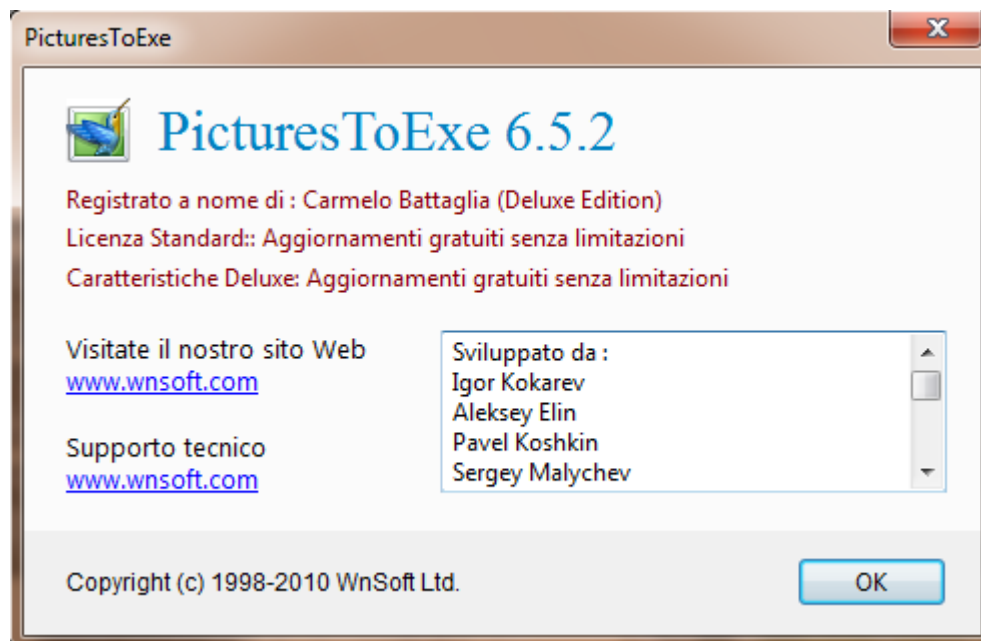 PicturesToExe
PicturesToExe 6.5.2
Registrato a nome di : Carmelo Battaglia (Deluxe Edition)
Licenza Standard:: Aggiornamenti gratuiti senza limitazioni
Caratteristiche Deluxe: Aggiornamenti gratuiti senza limitazioni
Visitate il nostro sito Web
www.wnsoft.com
Supporto tecnico
www.wnsoft.com
Sviluppato da :
Igor Kokarev
Aleksey Elin
Pavel Koshkin
Sergey Malychev
Copyright (c) 1998-2010 WnSoft Ltd.
OK